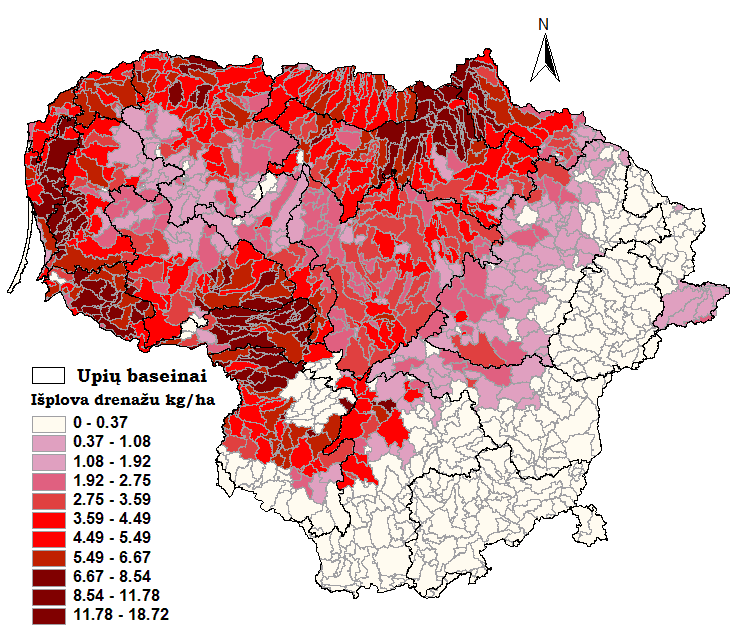 N
Upių baseinai
Išplova drenažu kg/ha
0 - 0.37
0.37 - 1.08
1.08 - 1.92
1.92 - 2.75
2.75 - 3.59
3.59 - 4.49
4.49 - 5.49
5.49 - 6.67
6.67 - 8.54
8.54 - 11.78
11.78 - 18.72